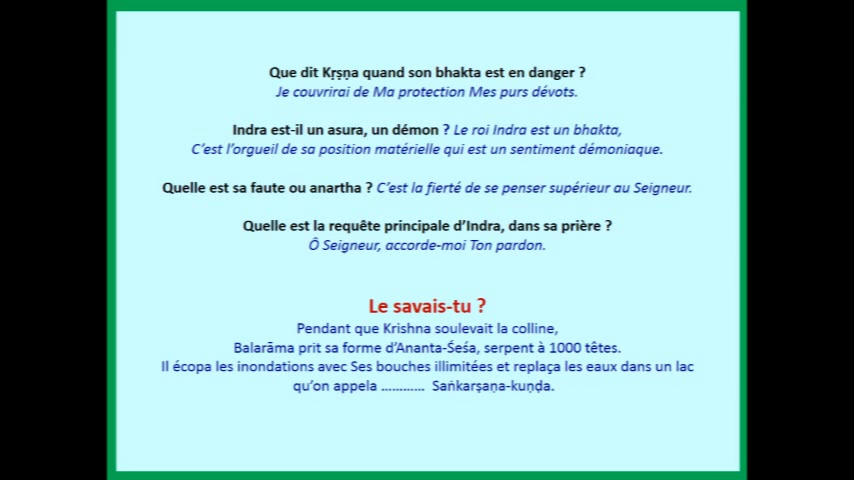 Que dit Kṛṣṇa quand son bhakta est en danger ?
Je couvrirai de Ma protection Mes purs dévots.
Indra est-il un asura, un démon ? Le roi Indra est un bhakta,
C’est l’orgueil de sa position matérielle qui est un sentiment démoniaque.
Quelle est sa faute ou anartha ? C’est la fierté de se penser supérieur au Seigneur.
Quelle est la requête principale d’Indra, dans sa prière ?
Ô Seigneur, accorde-moi Ton pardon.
Le savais-tu ?
Pendant que Krishna soulevait la colline,
Balarāma prit sa forme d’Ananta-Śeśa, serpent à 1000 têtes.
Il écopa les inondations avec Ses bouches illimitées et replaça les eaux dans un lac
qu’on appela ………… Saṅkarṣaṇa-kuṇḍa.